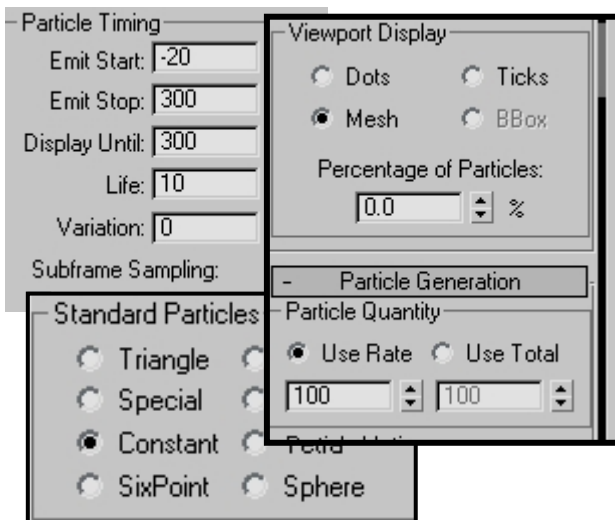 Particle Timing
Emit Start: -20
Emit Stop: 300
Display Until: 300
Life: 10
Variation: 0
Subframe Sampling:
Viewport Display
Dots Ticks
Mesh BBox
Percentage of Particles:
0.0 %
- Particle Generation
Particle Quantity
Use Rate Use Total
100 100
Standard Particles
Triangle
Special
Constant
SixPoint Sphere